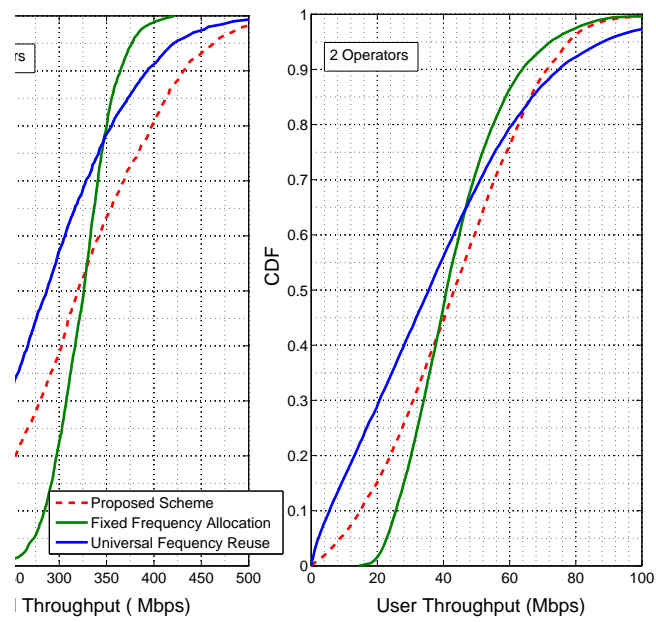 rs
Proposed Scheme
Fixed Frequency Allocation
Universal Fequency Reuse
0 300 350 400 450 500
l Throughput ( Mbps)
2 Operators
CDF
1
0.9
0.8
0.7
0.6
0.5
0.4
0.3
0.2
0.1
0
0 20 40 60 80 100
User Throughput (Mbps)